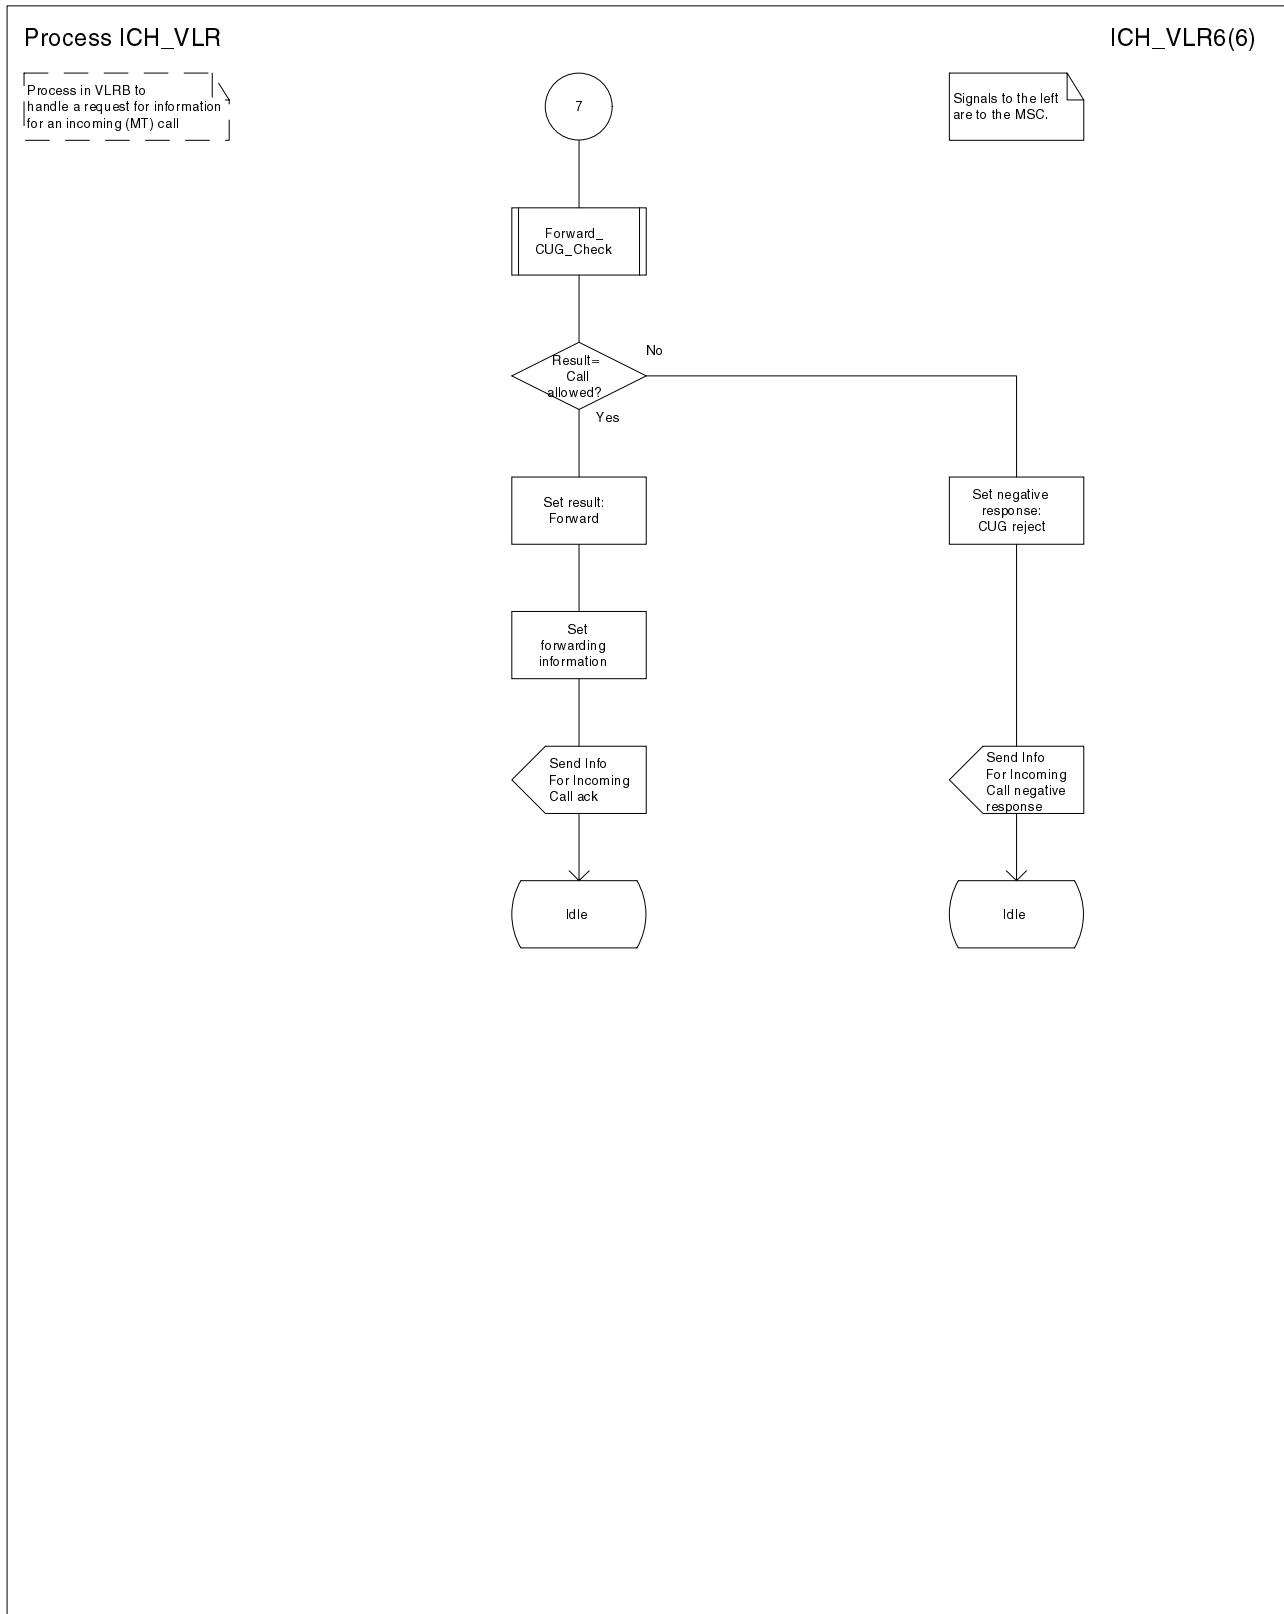 Process ICH_VLR
ICH_VLR6(6)
Process in VLRB to
handle a request for information
for an incoming (MT) call
7
Signals to the left
are to the MSC.
Forward_
CUG_Check
Result=
Call
allowed?
No
Yes
Set result:
Forward
Set negative
response:
CUG reject
Set
forwarding
information
Send Info
For Incoming
Call ack
Send Info
For Incoming
Call negative
response
Idle
Idle